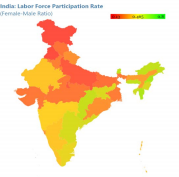 India: Labor Force Participation Rate
(Female-Male Ratio)